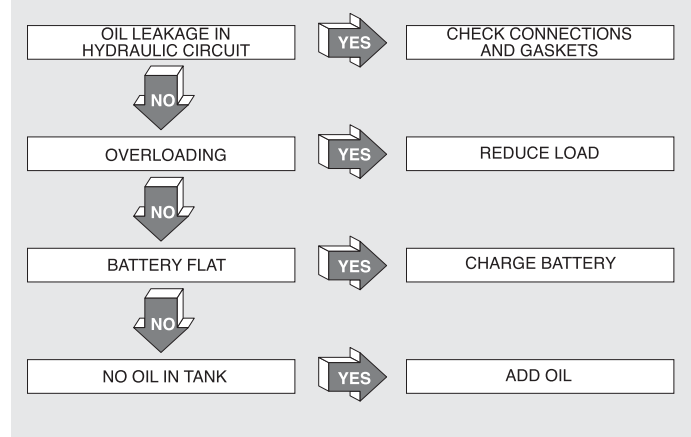 OIL LEAKAGE IN
HYDRAULIC CIRCUIT
YES
CHECK CONNECTIONS
AND GASKETS
NO
OVERLOADING
YES
REDUCE LOAD
NO
BATTERY FLAT
YES
CHARGE BATTERY
NO
NO OIL IN TANK
YES
ADD OIL